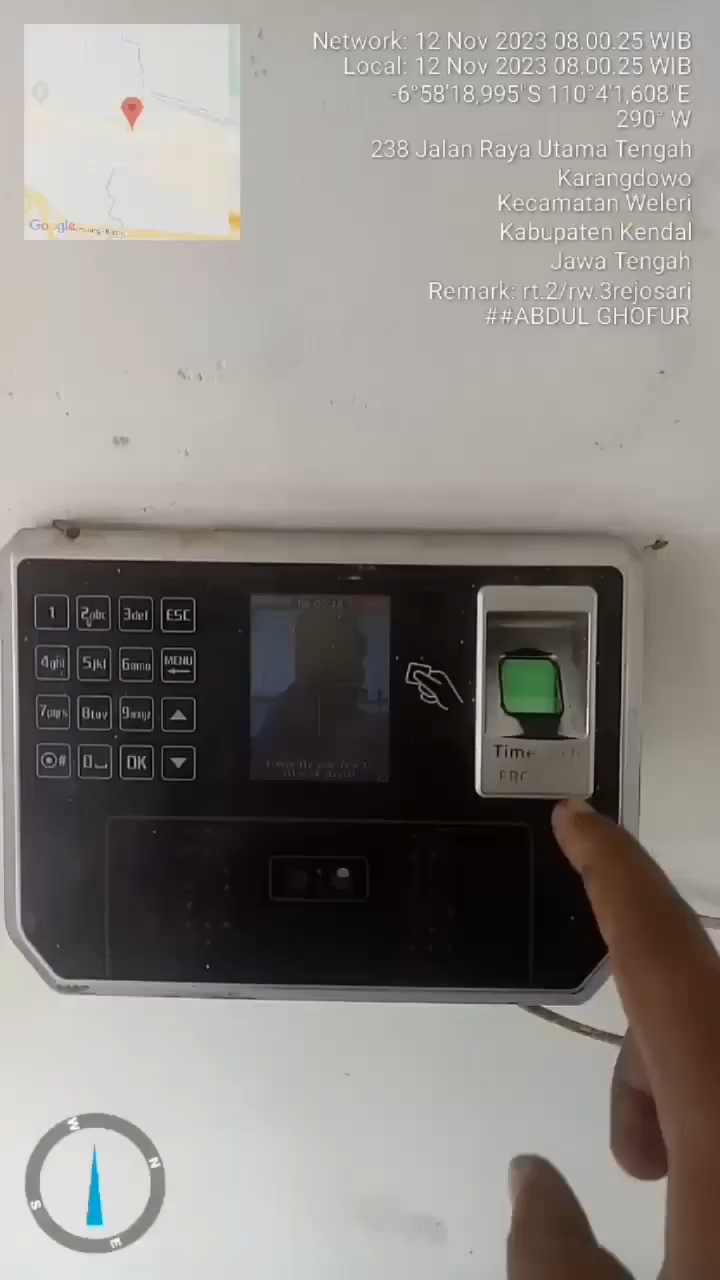 Network: 12 Nov 2023 08.00.25 WIB
Local: 12 Nov 2023 08.00.25 WIB
-6°58'18,995"S 110°4'1,608"E
290° W
238 Jalan Raya Utama Tengah
Karangdowo
Kecamatan Weleri
Kabupaten Kendal
Jawa Tengah
Remark: rt.2/rw.3rejosari
##ABDUL GHOFUR
Google
1 2abc 3def ESC
4ghi 5jkl 6mno MENU
7pqrs 8tuv 9wxyz
# 0 OK
Time
W
N
S
E